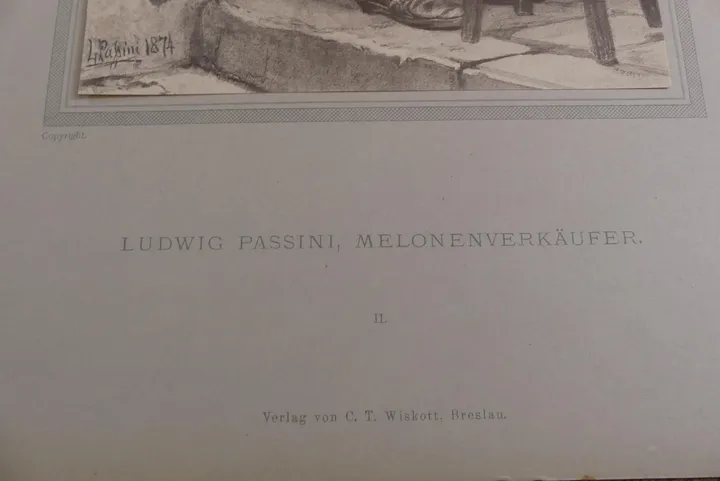 L. Passini 1874
Copyright.
LUDWIG PASSINI, MELONENVERKÄUFER.
II.
Verlag von C. T. Wiskott, Breslau.